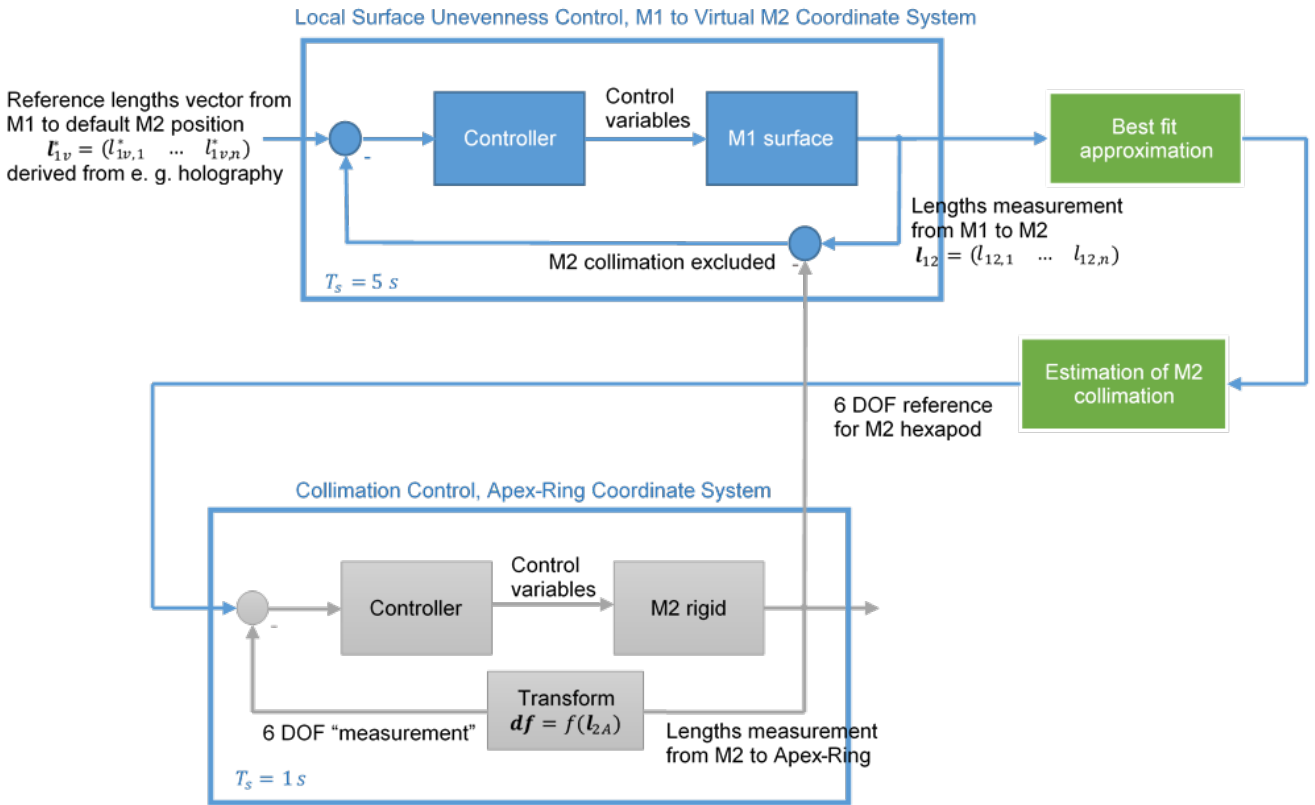 Local Surface Unevenness Control, M1 to Virtual M2 Coordinate System
Reference lengths vector from
M1 to default M2 position
l*₁ᵥ = (l*₁ᵥ,₁ ... l*₁ᵥ,ₙ)
derived from e. g. holography
-
Controller
Control
variables
M1 surface
Best fit
approximation
Lengths measurement
from M1 to M2
l₁₂ = (l₁₂,₁ ... l₁₂,ₙ)
M2 collimation excluded
-
Tₛ = 5 s
Estimation of M2
collimation
6 DOF reference
for M2 hexapod
Collimation Control, Apex-Ring Coordinate System
-
Controller
Control
variables
M2 rigid
Transform
df = f(l₂A)
6 DOF “measurement”
Lengths measurement
from M2 to Apex-Ring
Tₛ = 1 s